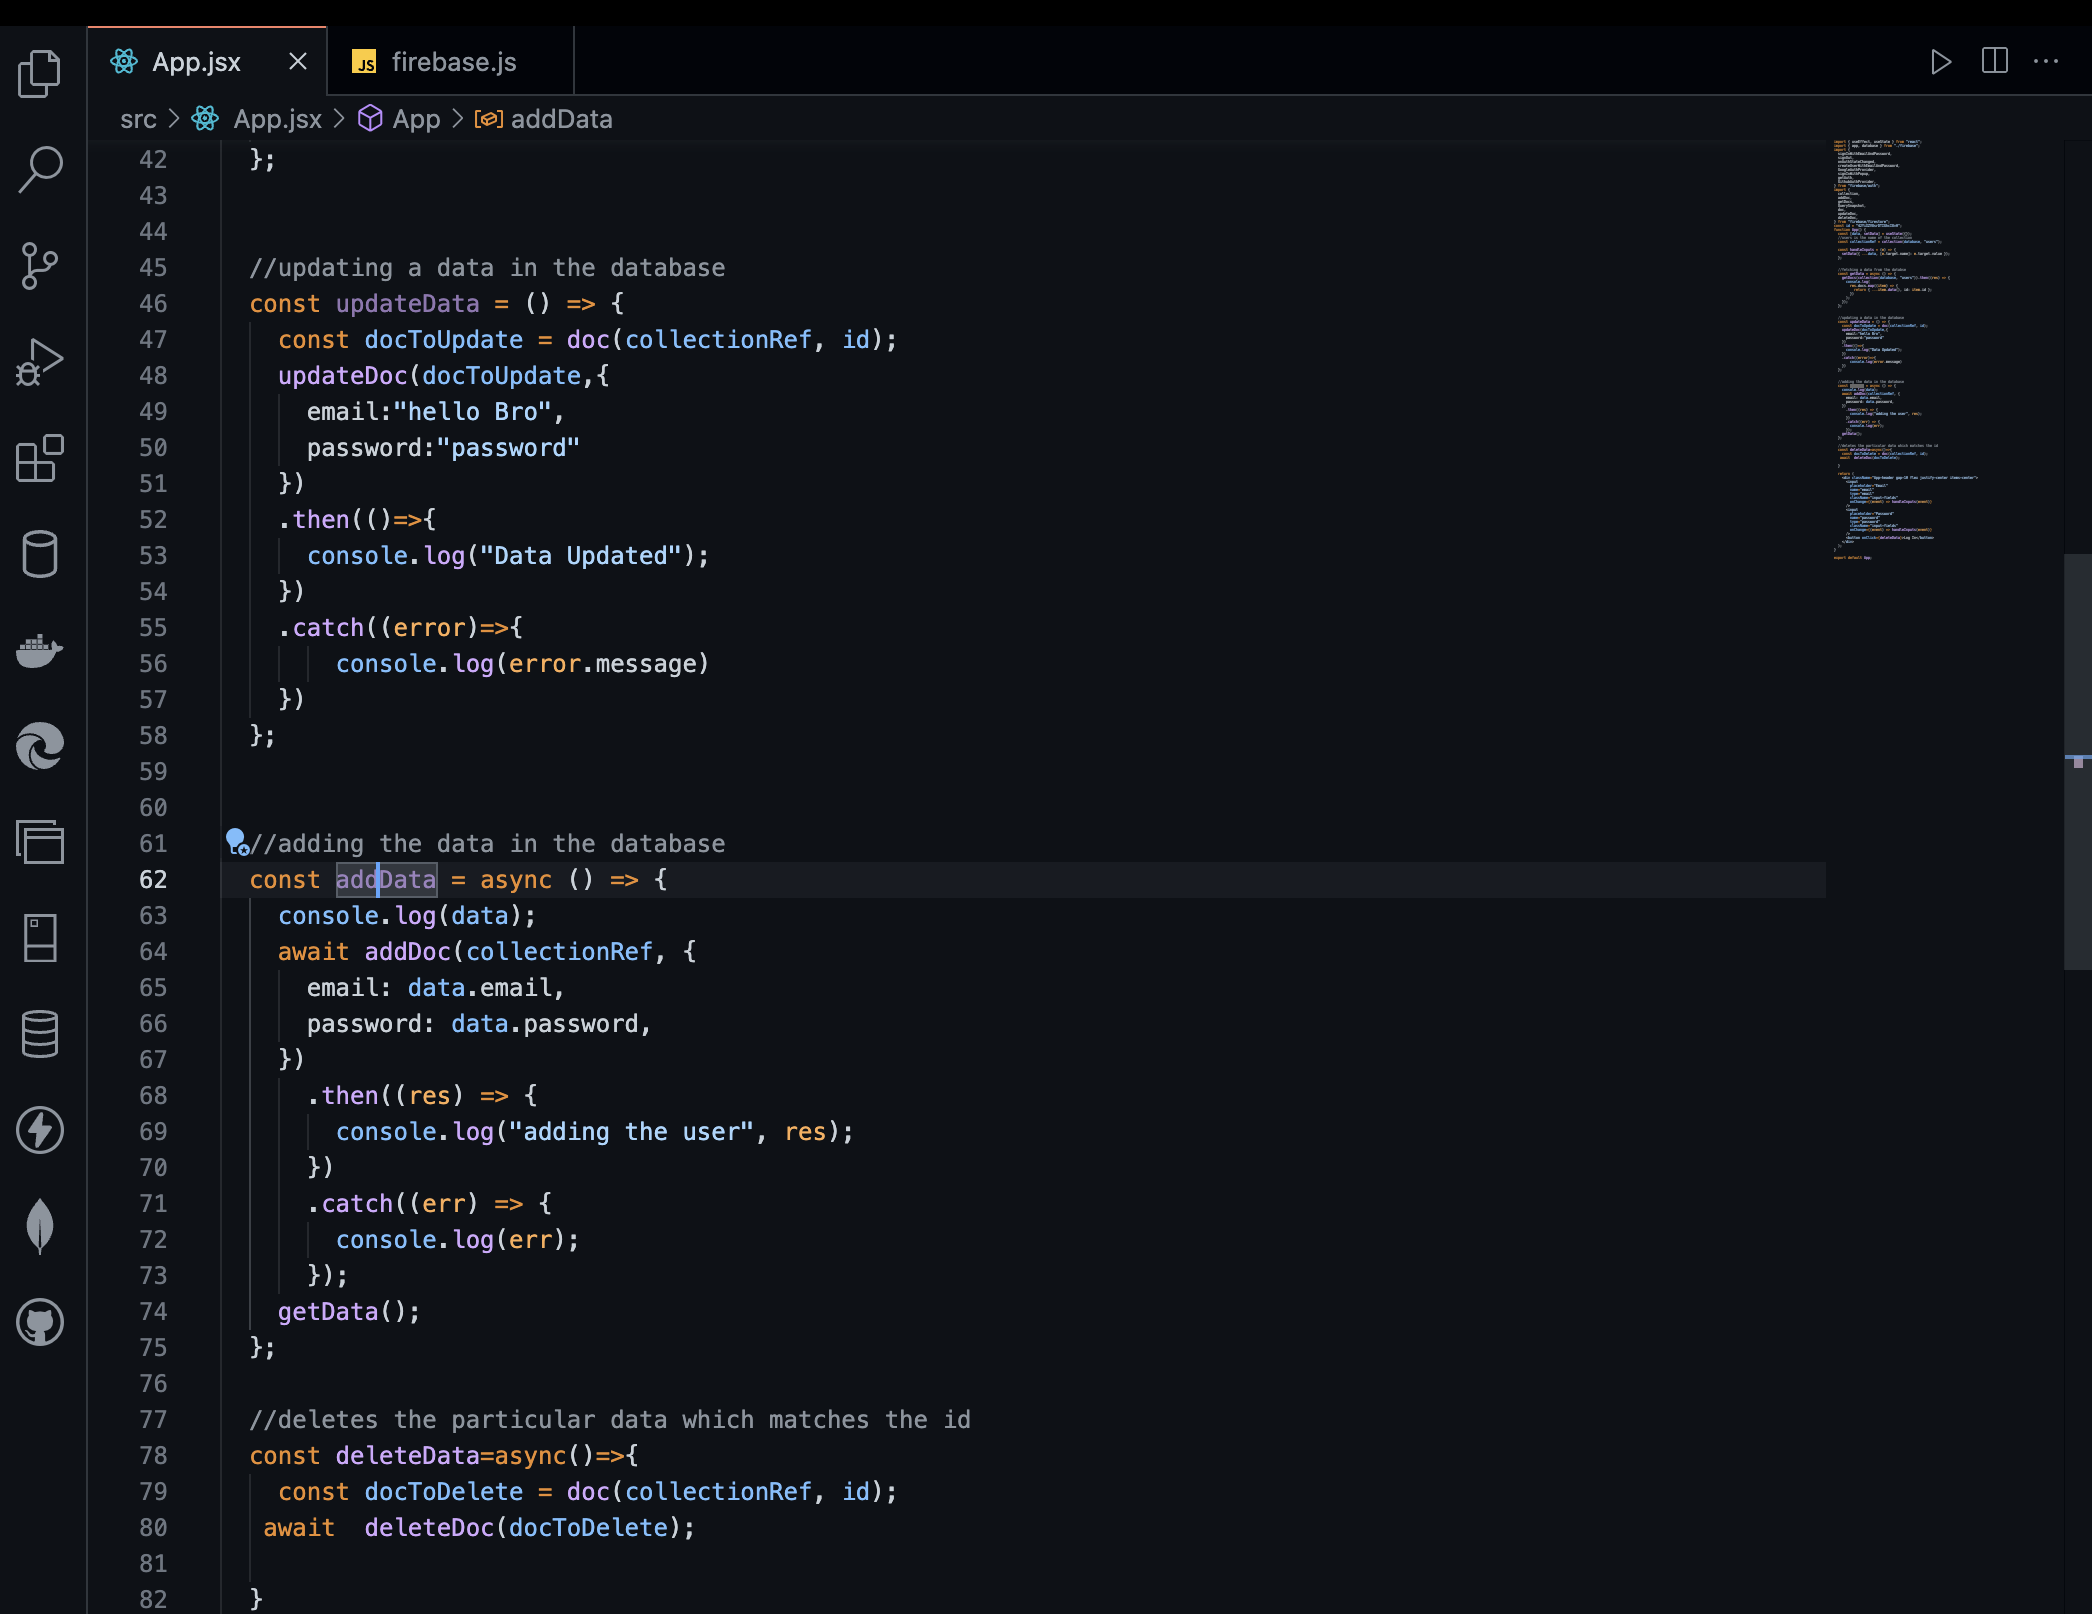 App.jsx
JS firebase.js
src > App.jsx > App > addData
42 };
43
44
45 //updating a data in the database
46 const updateData = () => {
47 const docToUpdate = doc(collectionRef, id);
48 updateDoc(docToUpdate,{
49 email:"hello Bro",
50 password:"password"
51 })
52 .then(()=>{
53 console.log("Data Updated");
54 })
55 .catch((error)=>{
56 console.log(error.message)
57 })
58 };
59
60
61 //adding the data in the database
62 const addData = async () => {
63 console.log(data);
64 await addDoc(collectionRef, {
65 email: data.email,
66 password: data.password,
67 })
68 .then((res) => {
69 console.log("adding the user", res);
70 })
71 .catch((err) => {
72 console.log(err);
73 });
74 getData();
75 };
76
77 //deletes the particular data which matches the id
78 const deleteData=async()=>{
79 const docToDelete = doc(collectionRef, id);
80 await  deleteDoc(docToDelete);
81
82 }